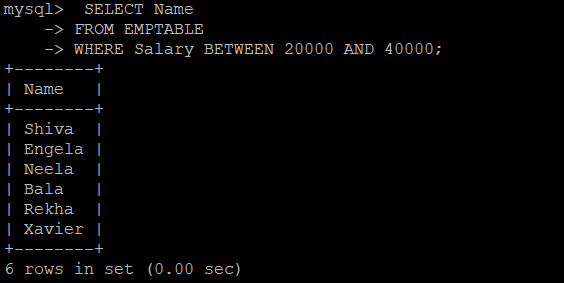 mysql>  SELECT Name
    -> FROM EMPTABLE
    -> WHERE Salary BETWEEN 20000 AND 40000;
+--------+
| Name   |
+--------+
| Shiva  |
| Engela |
| Neela  |
| Bala   |
| Rekha  |
| Xavier |
+--------+
6 rows in set (0.00 sec)